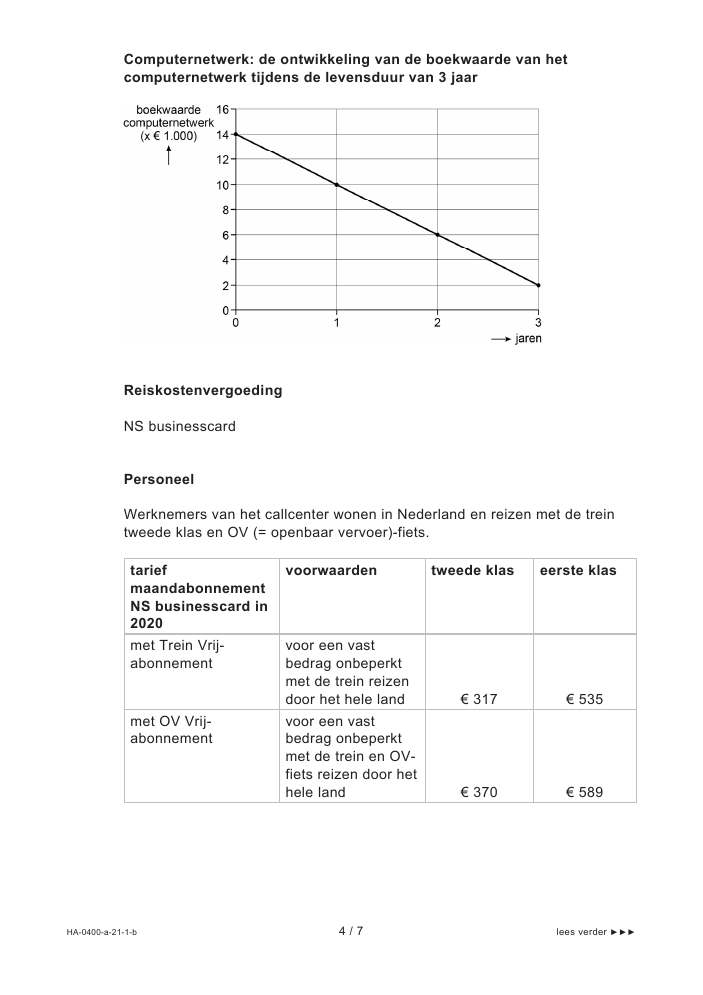 Computernetwerk: de ontwikkeling van de boekwaarde van het
computernetwerk tijdens de levensduur van 3 jaar
boekwaarde
computernetwerk
(x € 1.000)
16
14
12
10
8
6
4
2
0
0 1 2 3
jaren
Reiskostenvergoeding
NS businesscard
Personeel
Werknemers van het callcenter wonen in Nederland en reizen met de trein
tweede klas en OV (= openbaar vervoer)-fiets.
tarief
maandabonnement
NS businesscard in
2020
voorwaarden
tweede klas
eerste klas
met Trein Vrij-
abonnement
voor een vast
bedrag onbeperkt
met de trein reizen
door het hele land
€ 317
€ 535
met OV Vrij-
abonnement
voor een vast
bedrag onbeperkt
met de trein en OV-
fiets reizen door het
hele land
€ 370
€ 589
HA-0400-a-21-1-b
4 / 7
lees verder ►►►